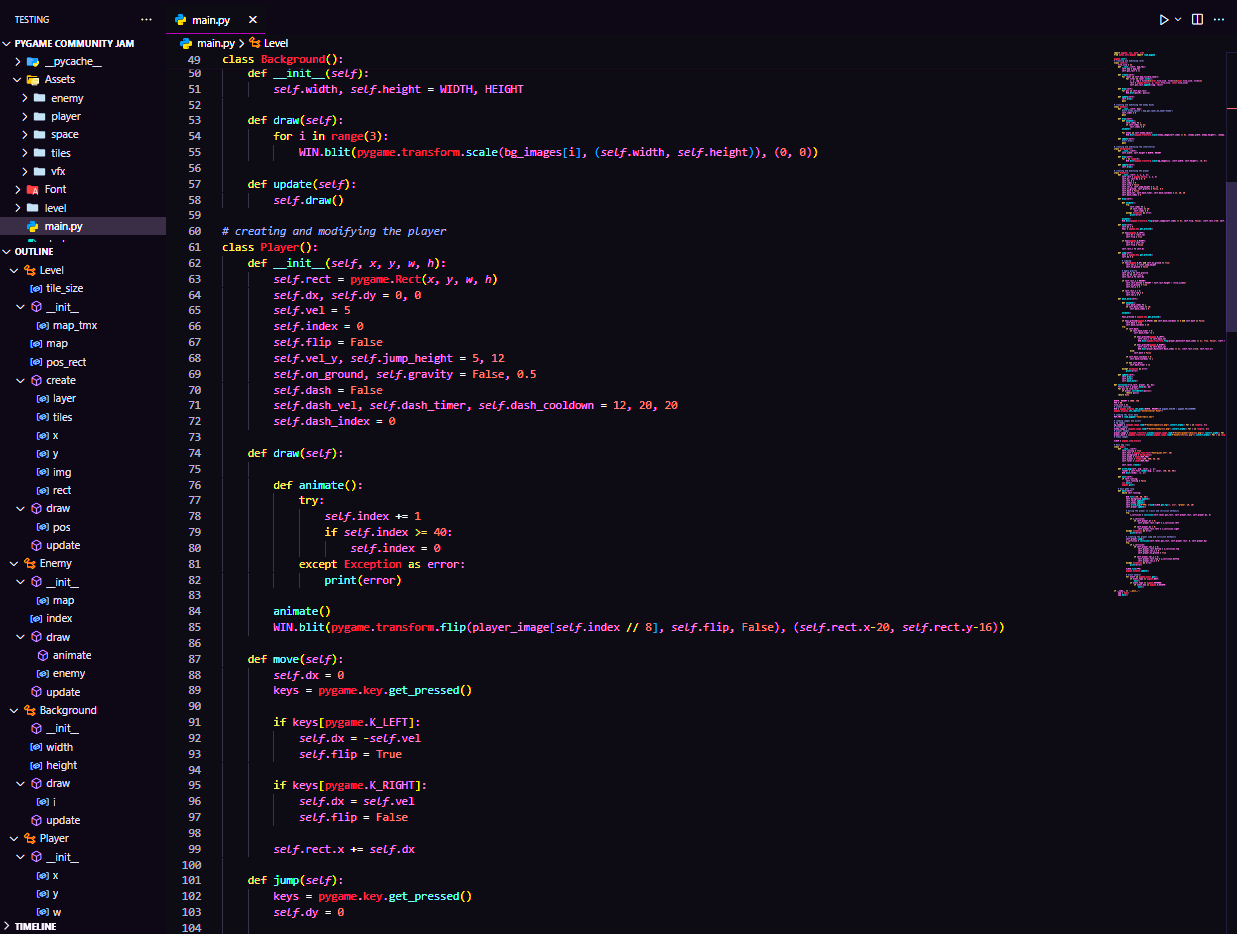 TESTING
PYGAME COMMUNITY JAM
__pycache__
Assets
enemy
player
space
tiles
vfx
Font
level
main.py
OUTLINE
Level
tile_size
__init__
map_tmx
map
pos_rect
create
layer
tiles
x
y
img
rect
draw
pos
update
Enemy
__init__
map
index
draw
animate
enemy
update
Background
__init__
width
height
draw
i
update
Player
__init__
x
y
w
TIMELINE
main.py
main.py > Level
49 class Background():
50     def __init__(self):
51         self.width, self.height = WIDTH, HEIGHT
52
53     def draw(self):
54         for i in range(3):
55             WIN.blit(pygame.transform.scale(bg_images[i], (self.width, self.height)), (0, 0))
56
57     def update(self):
58         self.draw()
59
60 # creating and modifying the player
61 class Player():
62     def __init__(self, x, y, w, h):
63         self.rect = pygame.Rect(x, y, w, h)
64         self.dx, self.dy = 0, 0
65         self.vel = 5
66         self.index = 0
67         self.flip = False
68         self.vel_y, self.jump_height = 5, 12
69         self.on_ground, self.gravity = False, 0.5
70         self.dash = False
71         self.dash_vel, self.dash_timer, self.dash_cooldown = 12, 20, 20
72         self.dash_index = 0
73
74     def draw(self):
75
76         def animate():
77             try:
78                 self.index += 1
79                 if self.index >= 40:
80                     self.index = 0
81             except Exception as error:
82                 print(error)
83
84         animate()
85         WIN.blit(pygame.transform.flip(player_image[self.index // 8], self.flip, False), (self.rect.x-20, self.rect.y-16))
86
87     def move(self):
88         self.dx = 0
89         keys = pygame.key.get_pressed()
90
91         if keys[pygame.K_LEFT]:
92             self.dx = -self.vel
93             self.flip = True
94
95         if keys[pygame.K_RIGHT]:
96             self.dx = self.vel
97             self.flip = False
98
99         self.rect.x += self.dx
100
101     def jump(self):
102         keys = pygame.key.get_pressed()
103         self.dy = 0
104